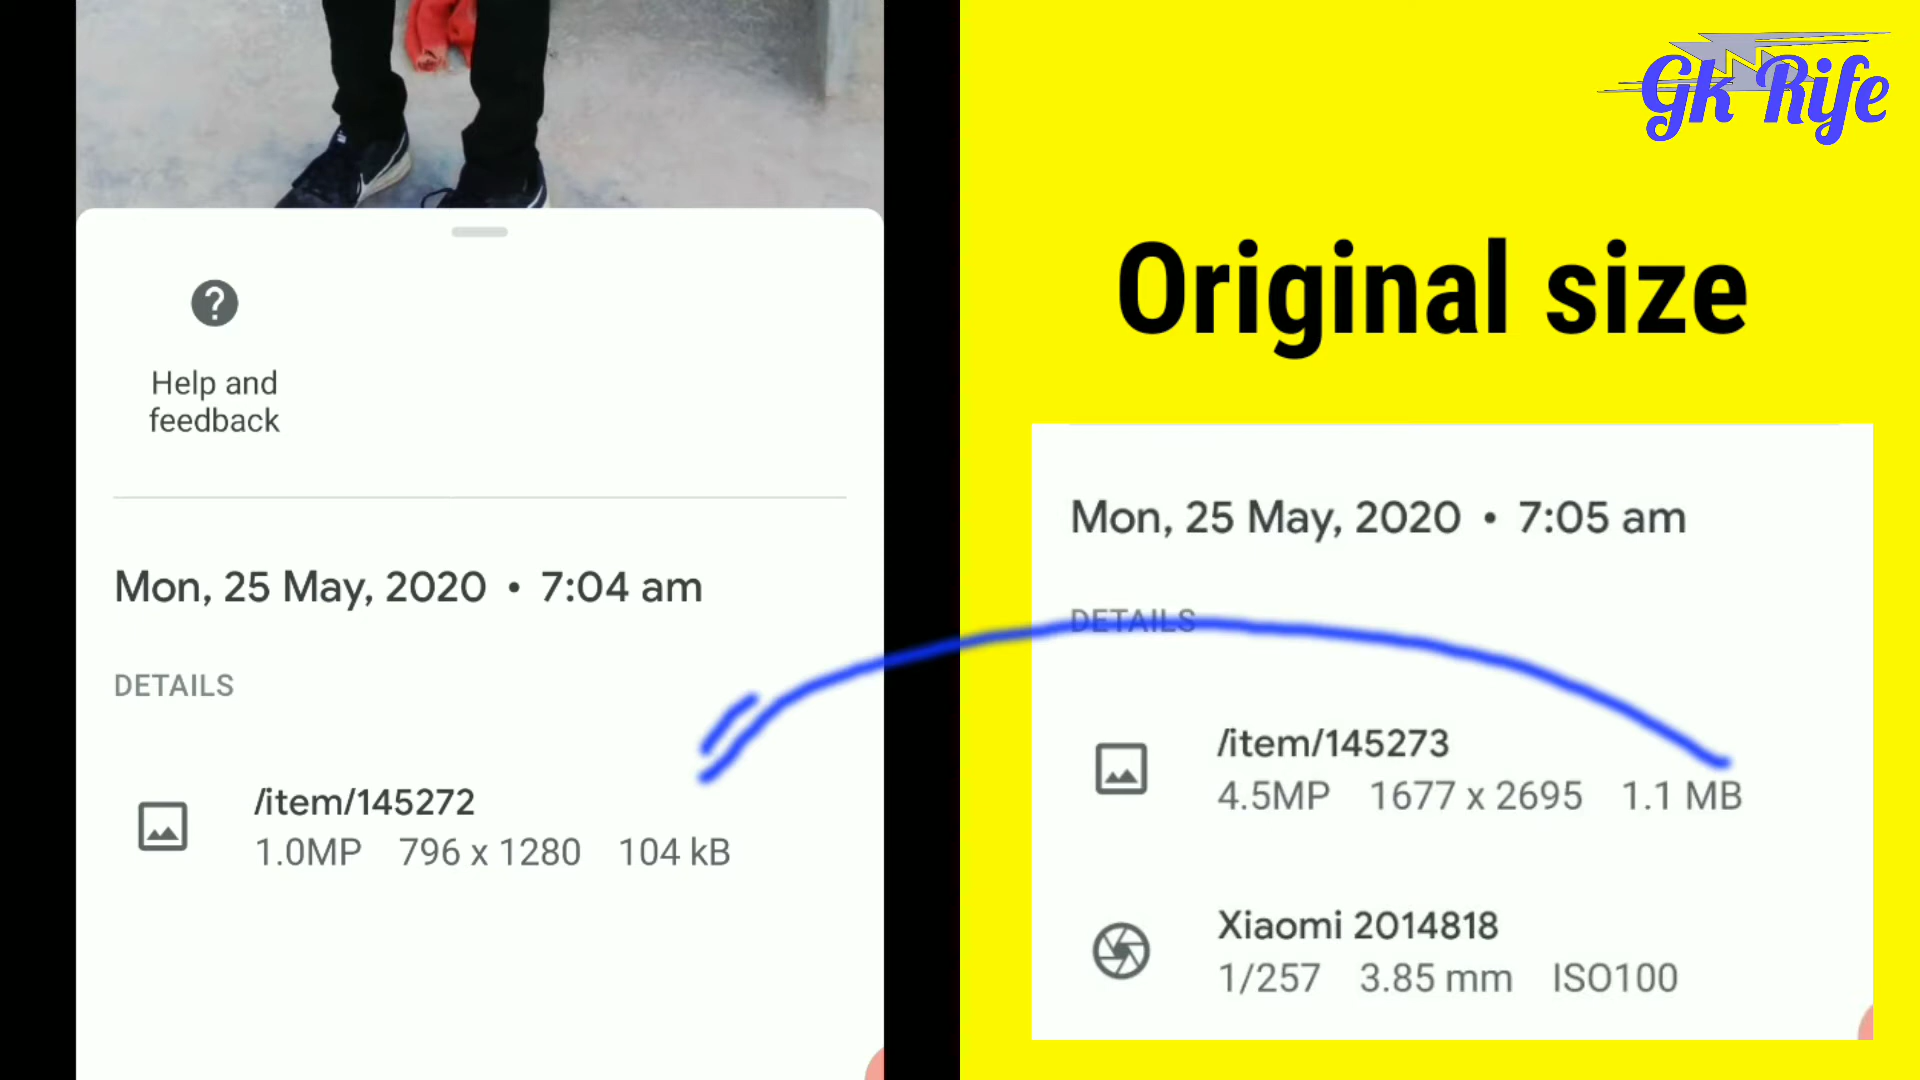 Help and
feedback
Mon, 25 May, 2020 • 7:04 am
DETAILS
/item/145272
1.0MP 796 x 1280 104 kB
Gk Rife
Original size
Mon, 25 May, 2020 • 7:05 am
DETAILS
/item/145273
4.5MP 1677 x 2695 1.1 MB
Xiaomi 2014818
1/257 3.85 mm ISO100